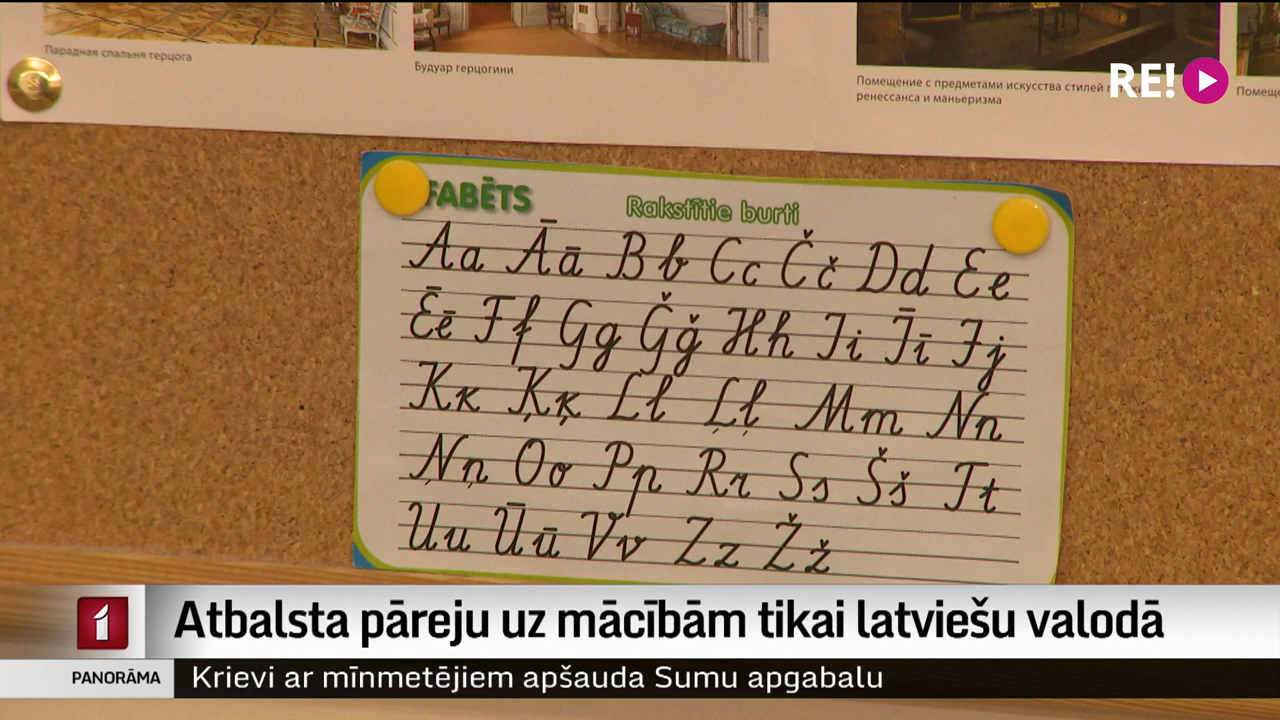 Парадная спальня герцога
Будуар герцогини
Помещение с предметами искусства стилей
ренессанса и маньеризма
RE!
FABĒTS
Rakstītie burti
Aa Āā Bb Cc Čč Dd Ee
Ēē Ff Gg Ģģ Hh Ii Īī Jj
Kk Ķķ Ll Ļļ Mm Nn
Ņņ Oo Pp Rr Ss Šš Tt
Uu Ūū Vv Zz Žž
1
Atbalsta pāreju uz mācībām tikai latviešu valodā
PANORĀMA
Krievi ar mīnmetējiem apšauda Sumu apgabalu